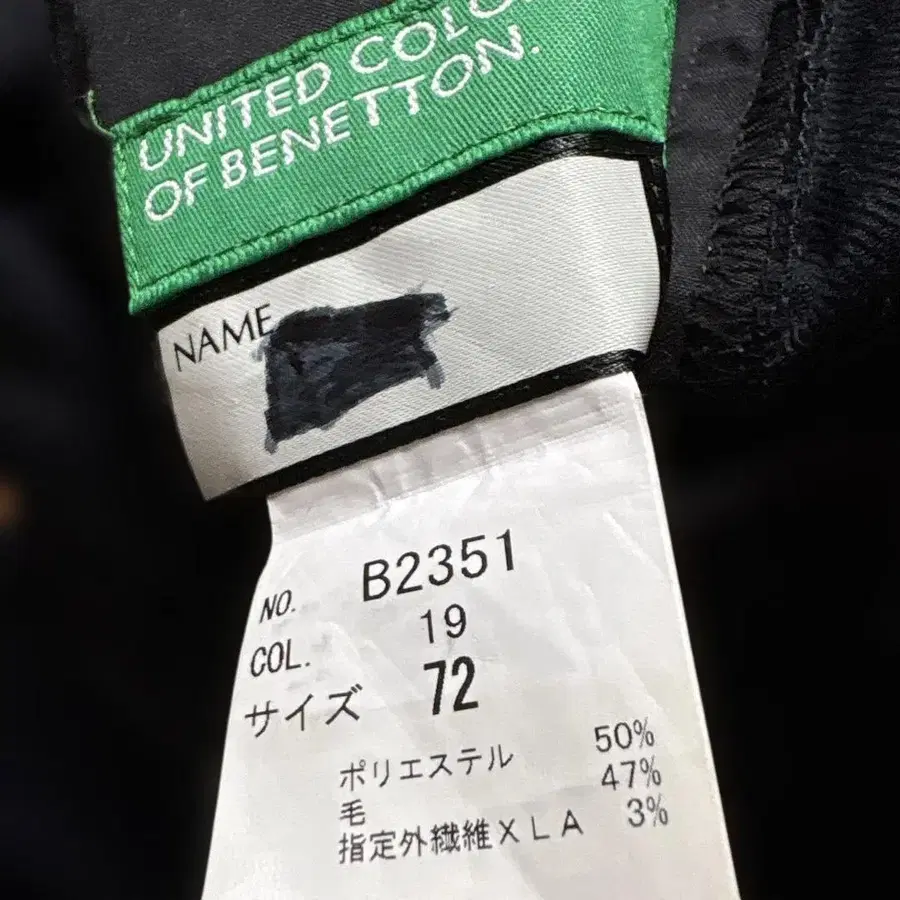 UNITED COLO
OF BENETTON.
NAME
NO. B2351
COL. 19
サイズ 72
ポリエステル 50%
毛 47%
指定外繊維XLA 3%